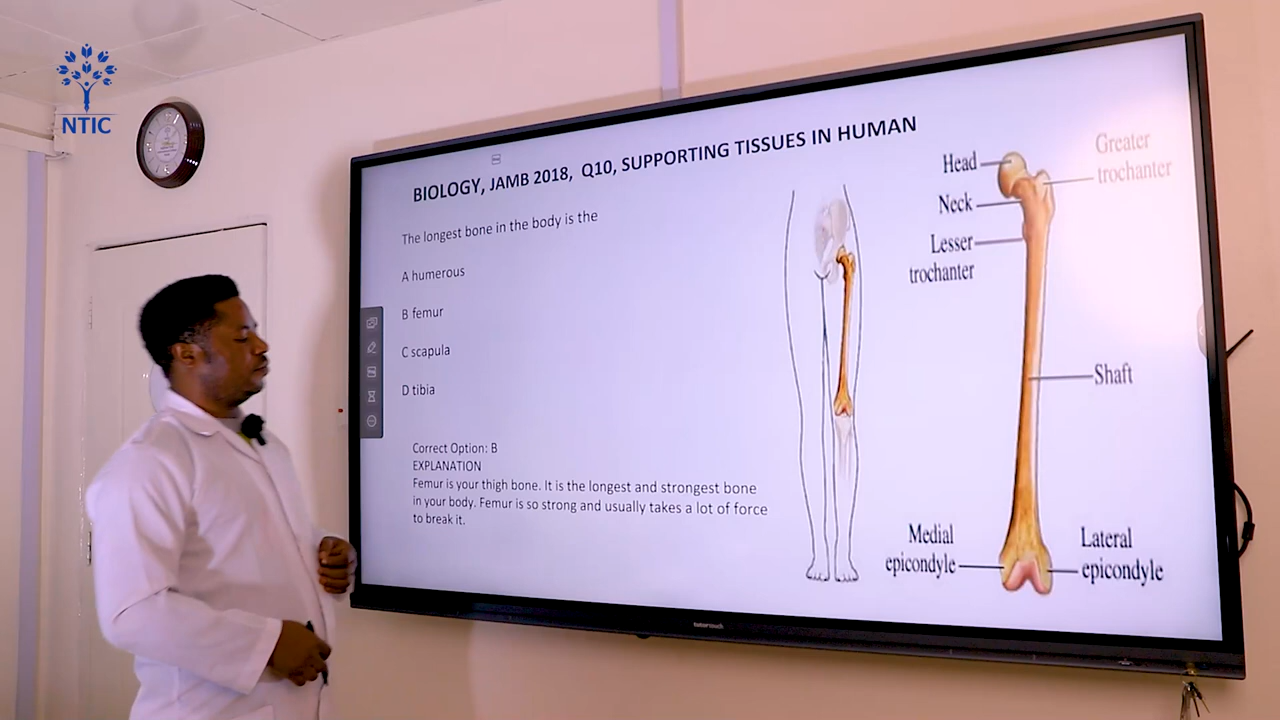 NTIC
BIOLOGY, JAMB 2018, Q10, SUPPORTING TISSUES IN HUMAN
The longest bone in the body is the
A humerous
B femur
C scapula
D tibia
Correct Option: B
EXPLANATION
Femur is your thigh bone. It is the longest and strongest bone
in your body. Femur is so strong and usually takes a lot of force
to break it.
Head
Greater
trochanter
Neck
Lesser
trochanter
Shaft
Medial
epicondyle
Lateral
epicondyle